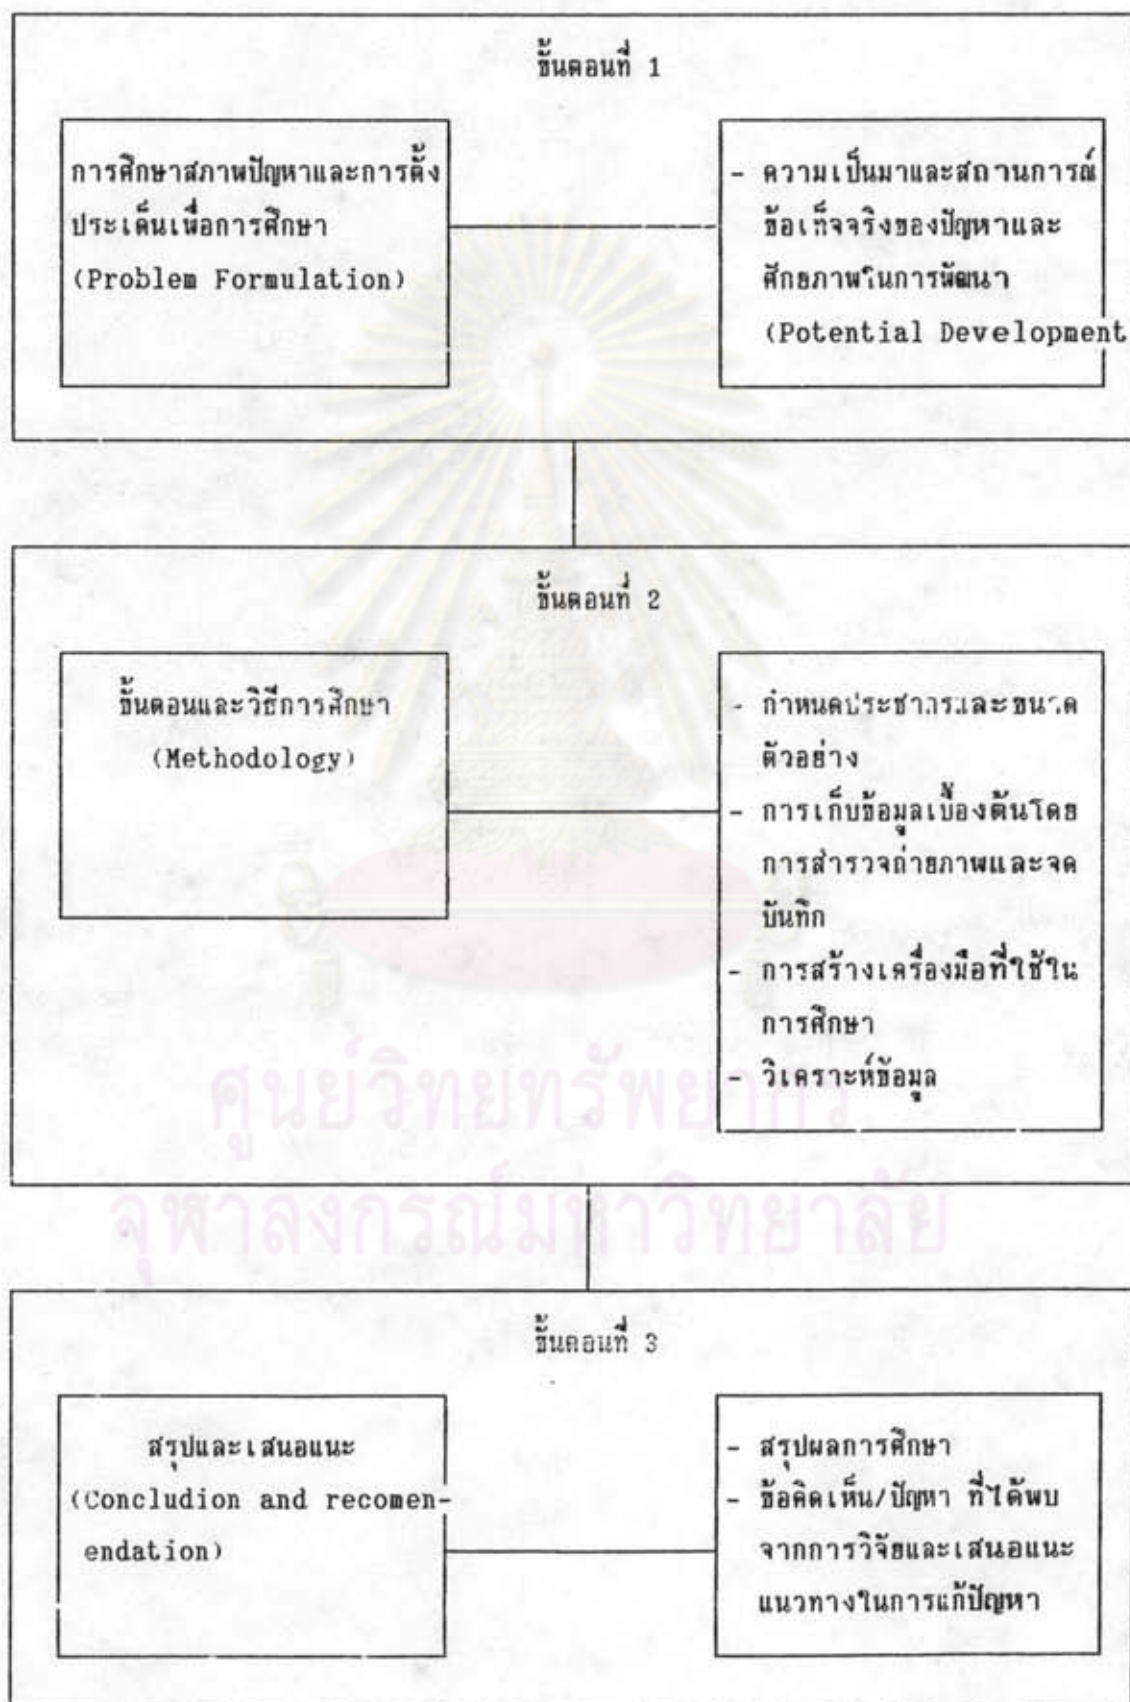 ขั้นตอนที่ 1
การศึกษาสภาพปัญหาและการตั้ง
ประเด็นเพื่อการศึกษา
(Problem Formulation)
- ความเป็นมาและสถานการณ์
ข้อเท็จจริงของปัญหาและ
ศักยภาพในการพัฒนา
(Potential Development
ขั้นตอนที่ 2
ขั้นตอนและวิธีการศึกษา
(Methodology)
- กำหนดประชากรและขนาด
ตัวอย่าง
- การเก็บข้อมูลเบื้องต้นโดย
การสำรวจถ่ายภาพและจด
บันทึก
- การสร้างเครื่องมือที่ใช้ใน
การศึกษา
- วิเคราะห์ข้อมูล
ศูนย์วิทยทรัพยากร
จุฬาลงกรณ์มหาวิทยาลัย
ขั้นตอนที่ 3
สรุปและเสนอแนะ
(Concludion and recomen-
endation)
- สรุปผลการศึกษา
- ข้อคิดเห็น/ปัญหา ที่ได้พบ
จากการวิจัยและเสนอแนะ
แนวทางในการแก้ปัญหา